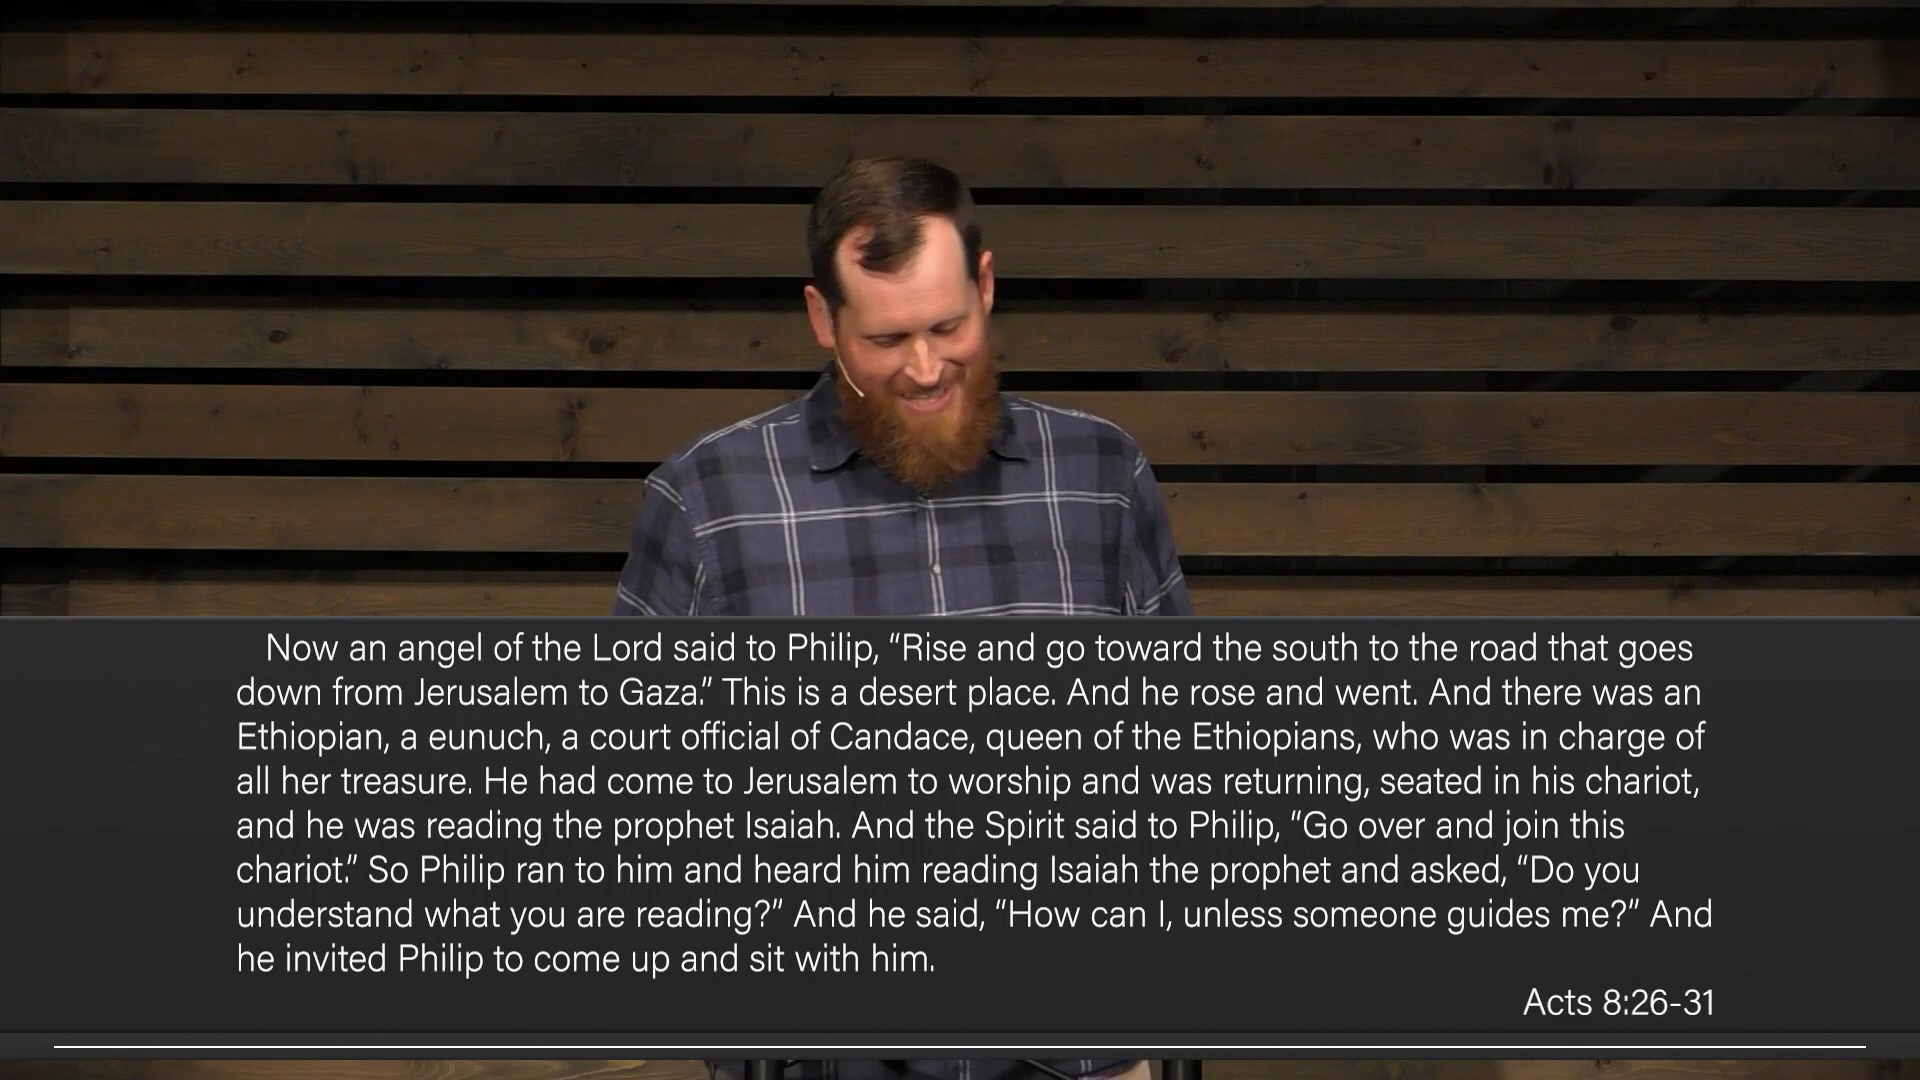 Now an angel of the Lord said to Philip, “Rise and go toward the south to the road that goes
down from Jerusalem to Gaza.” This is a desert place. And he rose and went. And there was an
Ethiopian, a eunuch, a court official of Candace, queen of the Ethiopians, who was in charge of
all her treasure. He had come to Jerusalem to worship and was returning, seated in his chariot,
and he was reading the prophet Isaiah. And the Spirit said to Philip, “Go over and join this
chariot.” So Philip ran to him and heard him reading Isaiah the prophet and asked, “Do you
understand what you are reading?” And he said, “How can I, unless someone guides me?” And
he invited Philip to come up and sit with him.
Acts 8:26-31